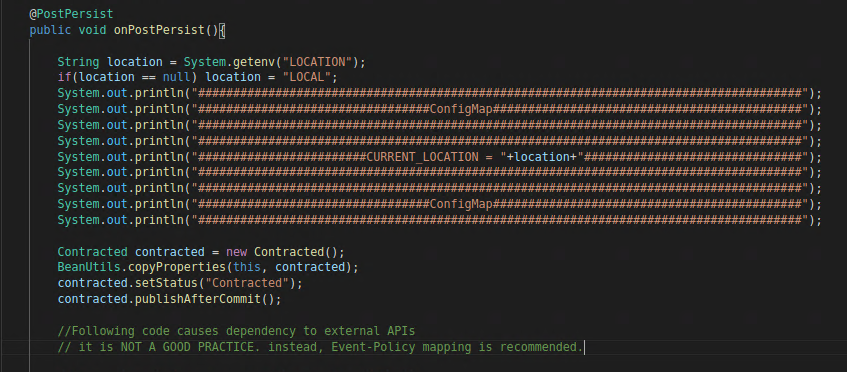 @PostPersist
public void onPostPersist(){
String location = System.getenv("LOCATION");
if(location == null) location = "LOCAL";
System.out.println("######################################################################################");
System.out.println("#################################ConfigMap############################################");
System.out.println("######################################################################################");
System.out.println("######################################################################################");
System.out.println("########################CURRENT_LOCATION = "+location+"###############################");
System.out.println("######################################################################################");
System.out.println("######################################################################################");
System.out.println("#################################ConfigMap############################################");
System.out.println("######################################################################################");
Contracted contracted = new Contracted();
BeanUtils.copyProperties(this, contracted);
contracted.setStatus("Contracted");
contracted.publishAfterCommit();
//Following code causes dependency to external APIs
// it is NOT A GOOD PRACTICE. instead, Event-Policy mapping is recommended.